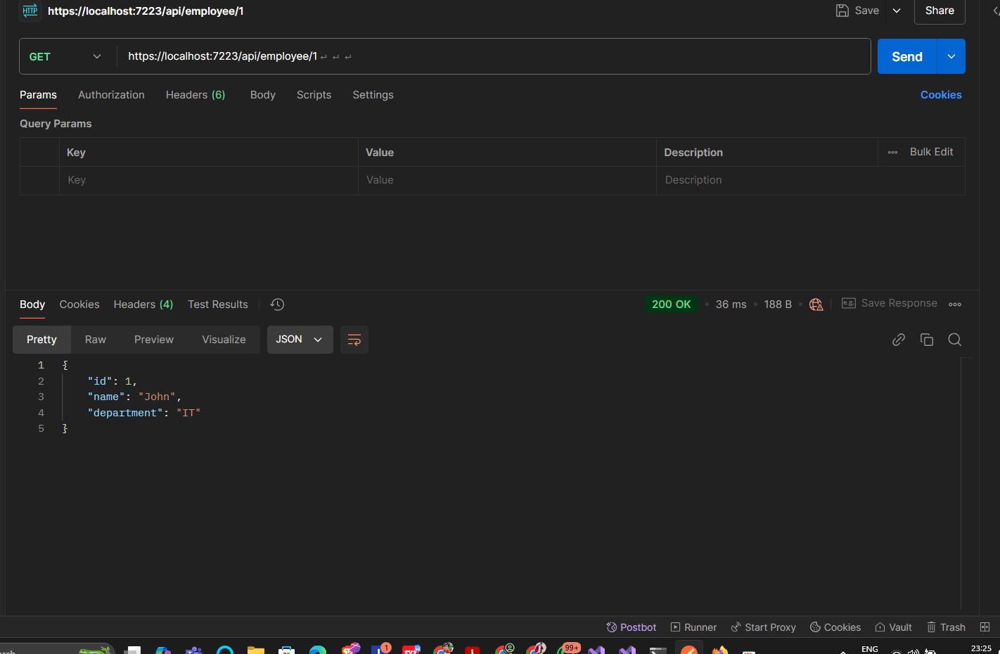 HTTP https://localhost:7223/api/employee/1 Save Share
GET https://localhost:7223/api/employee/1 ↵ ↵ ↵ Send
Params Authorization Headers (6) Body Scripts Settings Cookies
Query Params
Key Value Description Bulk Edit
Key Value Description
Body Cookies Headers (4) Test Results 200 OK 36 ms 188 B e.g. Save Response
Pretty Raw Preview Visualize JSON
1 {
2 "id": 1,
3 "name": "John",
4 "department": "IT"
5 }
Postbot Runner Start Proxy Cookies Vault Trash
1 99+ ENG 23:25